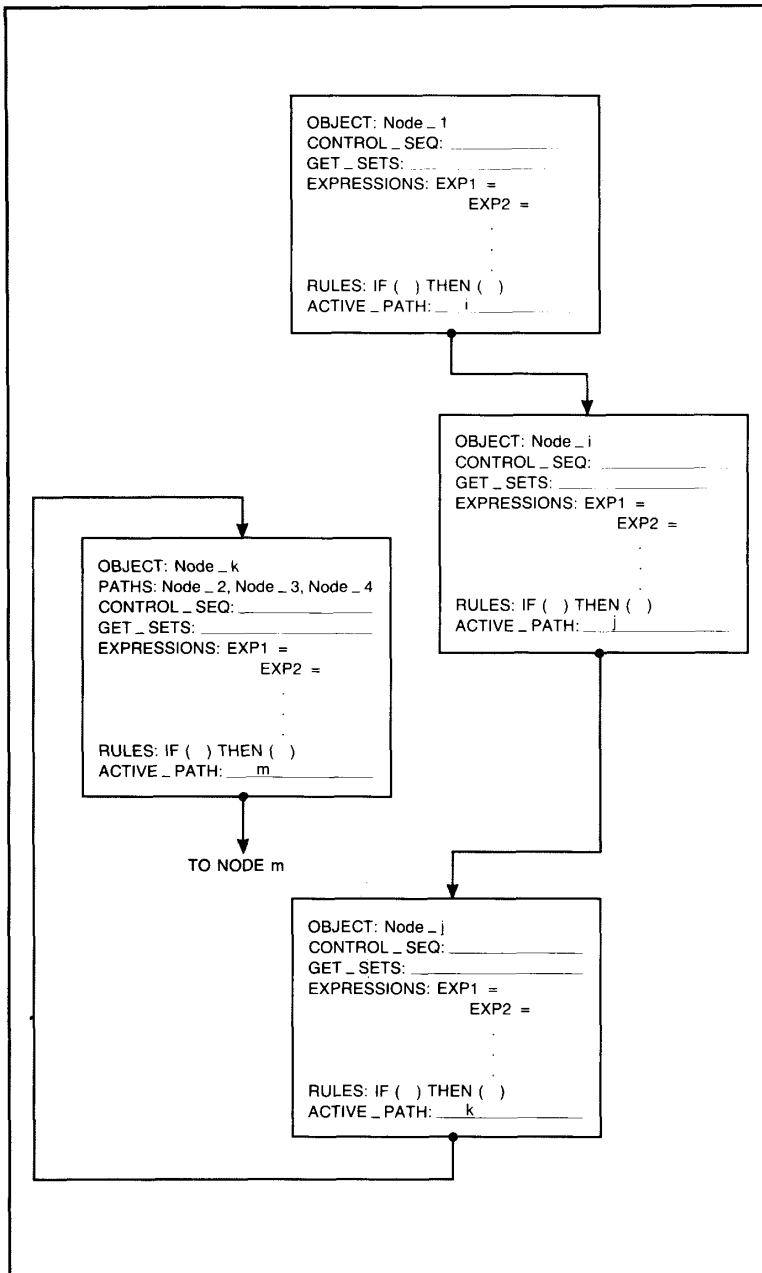 OBJECT: Node _ 1
CONTROL _ SEQ:
GET _ SETS:
EXPRESSIONS: EXP1 =
EXP2 =
.
.
.
RULES: IF ( ) THEN ( )
ACTIVE _ PATH: i
OBJECT: Node _ i
CONTROL _ SEQ:
GET _ SETS:
EXPRESSIONS: EXP1 =
EXP2 =
.
.
.
RULES: IF ( ) THEN ( )
ACTIVE _ PATH: j
OBJECT: Node _ k
PATHS: Node _ 2, Node _ 3, Node _ 4
CONTROL _ SEQ:
GET _ SETS:
EXPRESSIONS: EXP1 =
EXP2 =
.
.
.
RULES: IF ( ) THEN ( )
ACTIVE _ PATH: m
TO NODE m
OBJECT: Node _ j
CONTROL _ SEQ:
GET _ SETS:
EXPRESSIONS: EXP1 =
EXP2 =
.
.
.
RULES: IF ( ) THEN ( )
ACTIVE _ PATH: k